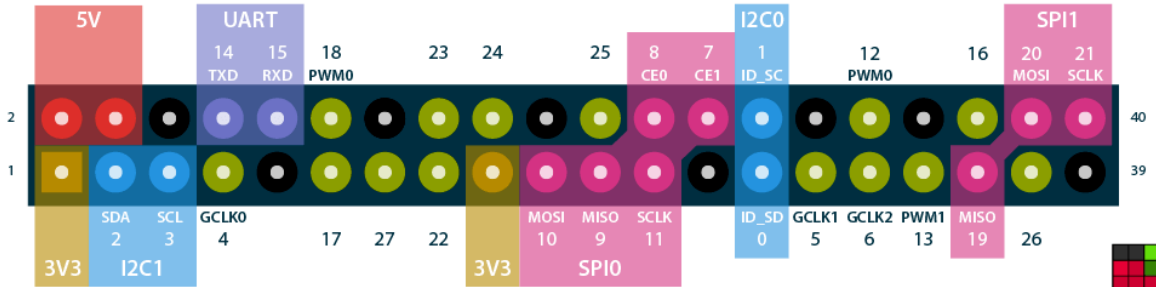 5V UART I2C0 SPI1
14 15 18 23 24 25 8 7 1 12 16 20 21
TXD RXD PWM0 CE0 CE1 ID_SC PWM0 MOSI SCLK
2 40
1 39
SDA SCL GCLK0 MOSI MISO SCLK ID_SD GCLK1 GCLK2 PWM1 MISO
2 3 4 17 27 22 10 9 11 0 5 6 13 19 26
3V3 I2C1 3V3 SPI0